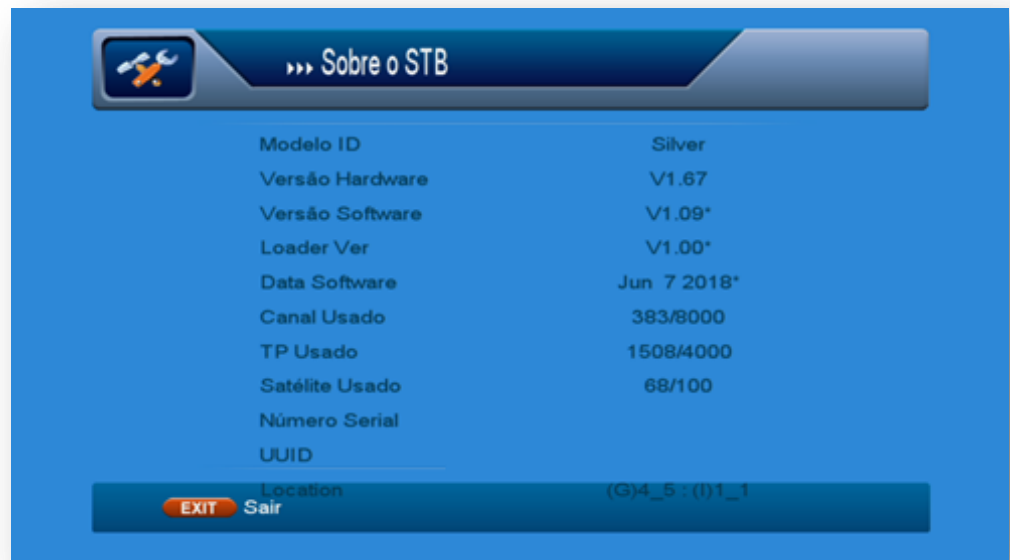 ▸▸▸ Sobre o STB
Modelo ID Silver
Versão Hardware V1.67
Versão Software V1.09*
Loader Ver V1.00*
Data Software Jun 7 2018*
Canal Usado 383/8000
TP Usado 1508/4000
Satélite Usado 68/100
Número Serial
UUID
Location (G)4_5 : (I)1_1
EXIT Sair